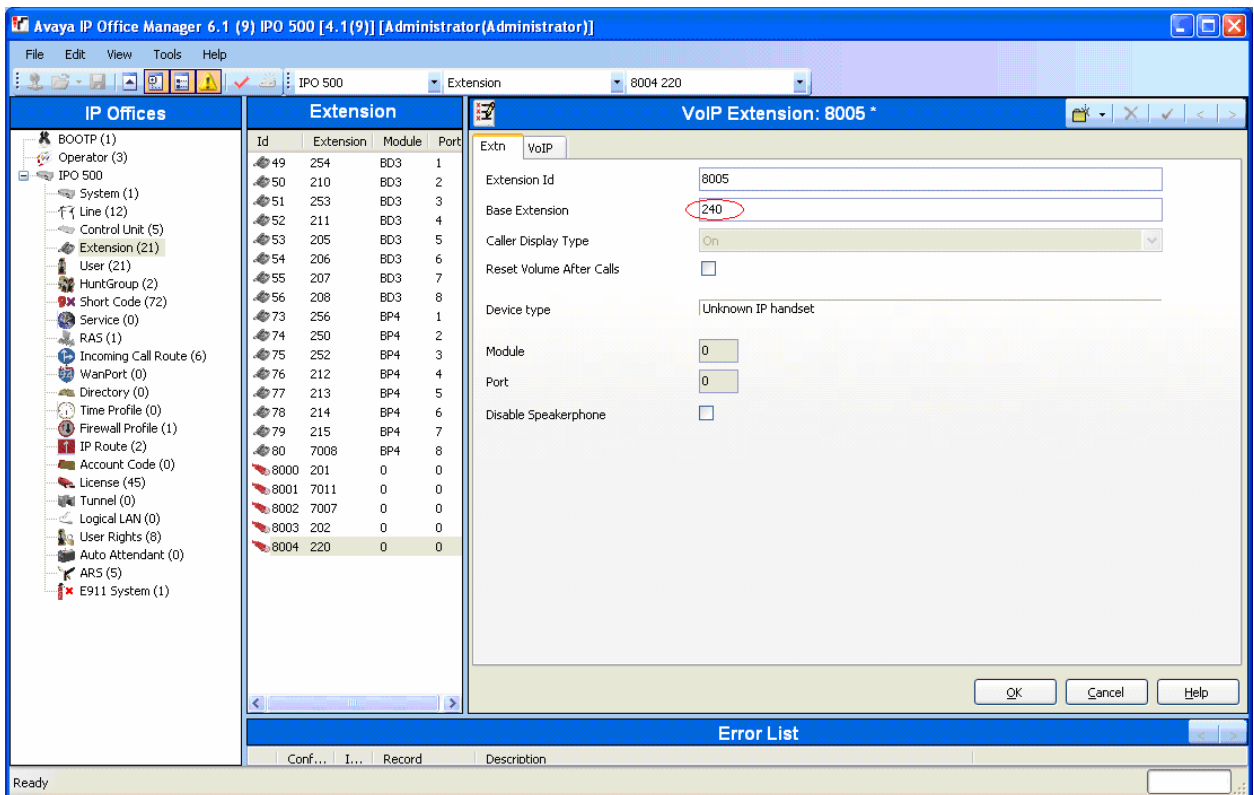 Avaya IP Office Manager 6.1 (9) IPO 500 [4.1(9)] [Administrator(Administrator)]
File Edit View Tools Help
IPO 500 Extension 8004 220
IP Offices
BOOTP (1)
Operator (3)
IPO 500
System (1)
Line (12)
Control Unit (5)
Extension (21)
User (21)
HuntGroup (2)
Short Code (72)
Service (0)
RAS (1)
Incoming Call Route (6)
WanPort (0)
Directory (0)
Time Profile (0)
Firewall Profile (1)
IP Route (2)
Account Code (0)
License (45)
Tunnel (0)
Logical LAN (0)
User Rights (8)
Auto Attendant (0)
ARS (5)
E911 System (1)
Extension
Id Extension Module Port
49 254 BD3 1
50 210 BD3 2
51 253 BD3 3
52 211 BD3 4
53 205 BD3 5
54 206 BD3 6
55 207 BD3 7
56 208 BD3 8
73 256 BP4 1
74 250 BP4 2
75 252 BP4 3
76 212 BP4 4
77 213 BP4 5
78 214 BP4 6
79 215 BP4 7
80 7008 BP4 8
8000 201 0 0
8001 7011 0 0
8002 7007 0 0
8003 202 0 0
8004 220 0 0
VoIP Extension: 8005 *
Extn VoIP
Extension Id 8005
Base Extension 240
Caller Display Type On
Reset Volume After Calls
Device type Unknown IP handset
Module 0
Port 0
Disable Speakerphone
OK Cancel Help
Error List
Conf... I... Record Description
Ready